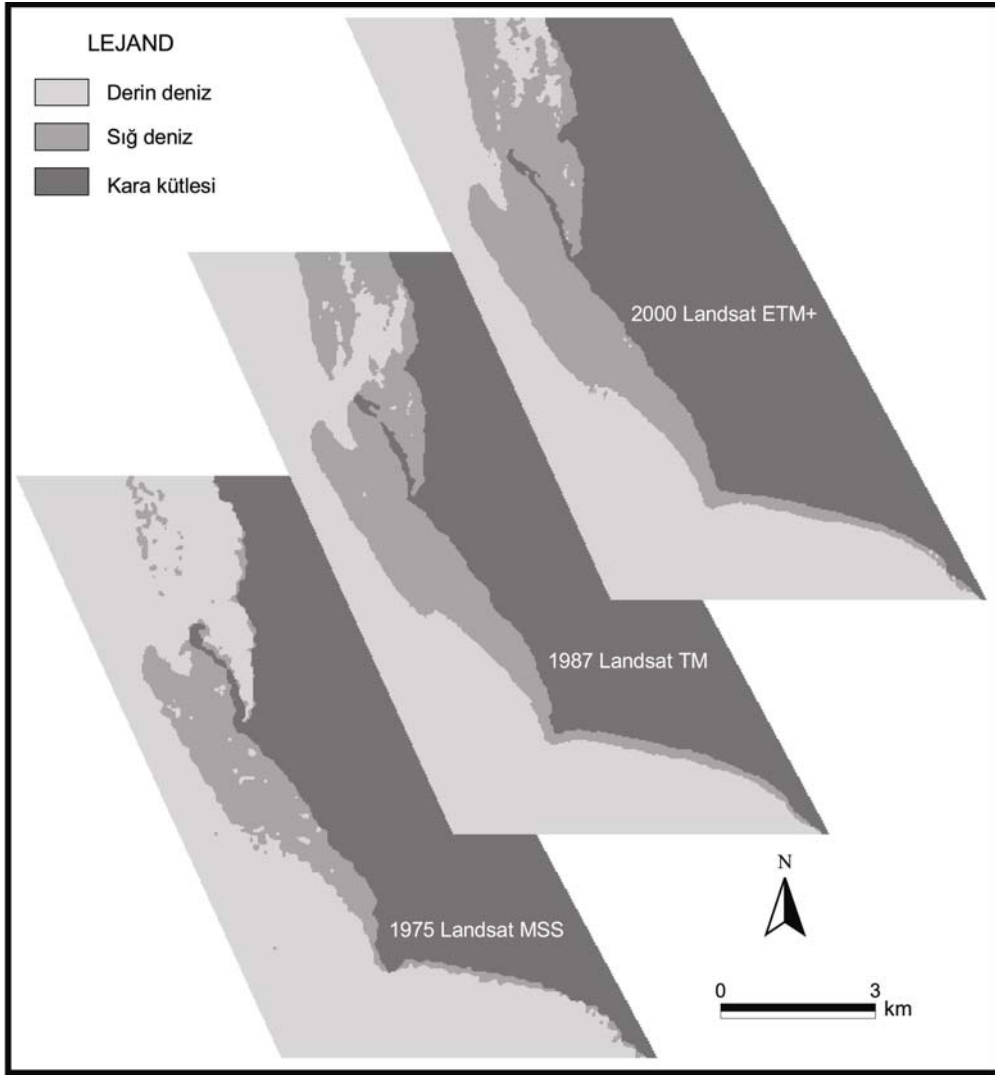 LEJAND
Derin deniz
Sığ deniz
Kara kütlesi
2000 Landsat ETM+
1987 Landsat TM
1975 Landsat MSS
N
0 3
km